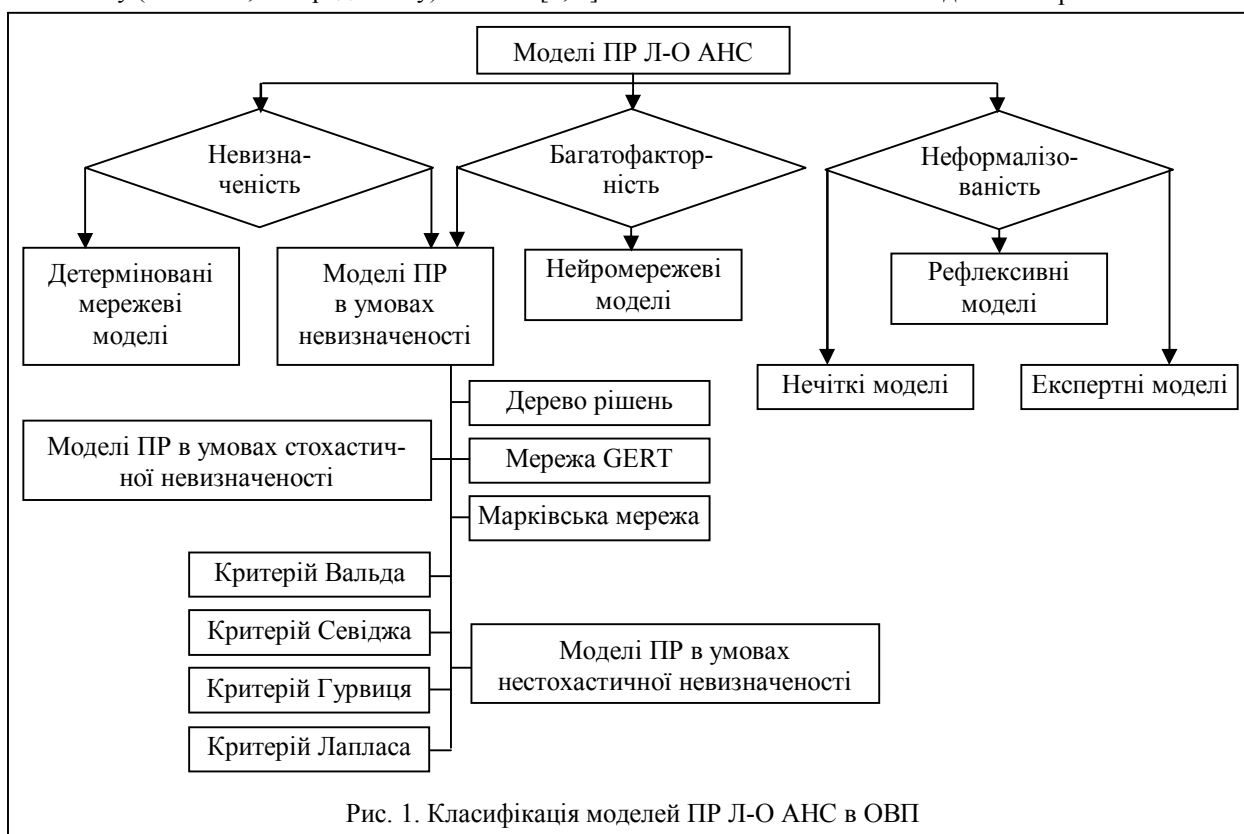 Моделі ПР Л-О АНС
Невизна-
ченість
Багатофактор-
ність
Неформалізо-
ваність
Детерміновані
мережеві
моделі
Моделі ПР
в умовах
невизначеності
Нейромережеві
моделі
Рефлексивні
моделі
Нечіткі моделі
Експертні моделі
Дерево рішень
Моделі ПР в умовах стохастич-
ної невизначеності
Мережа GERT
Марківська мережа
Критерій Вальда
Критерій Севіджа
Моделі ПР в умовах
нестохастичної невизначеності
Критерій Гурвиця
Критерій Лапласа
Рис. 1. Класифікація моделей ПР Л-О АНС в ОВП